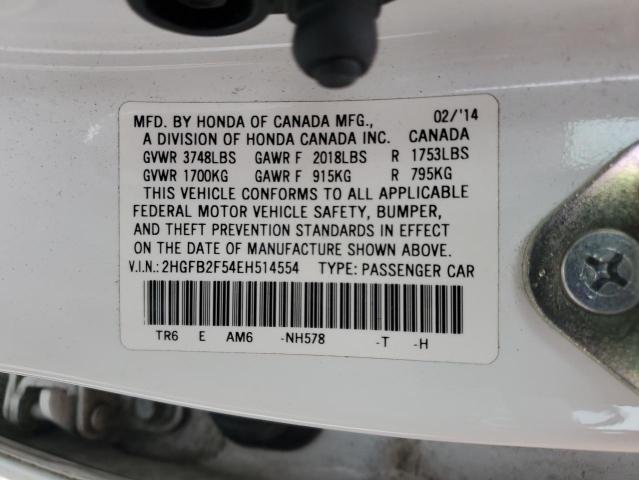 MFD. BY HONDA OF CANADA MFG., 02/'14
A DIVISION OF HONDA CANADA INC. CANADA
GVWR 3748LBS GAWR F 2018LBS R 1753LBS
GVWR 1700KG GAWR F 915KG R 795KG
THIS VEHICLE CONFORMS TO ALL APPLICABLE
FEDERAL MOTOR VEHICLE SAFETY, BUMPER,
AND THEFT PREVENTION STANDARDS IN EFFECT
ON THE DATE OF MANUFACTURE SHOWN ABOVE.
V.I.N.: 2HGFB2F54EH514554 TYPE: PASSENGER CAR
TR6 E AM6 -NH578 -T -H